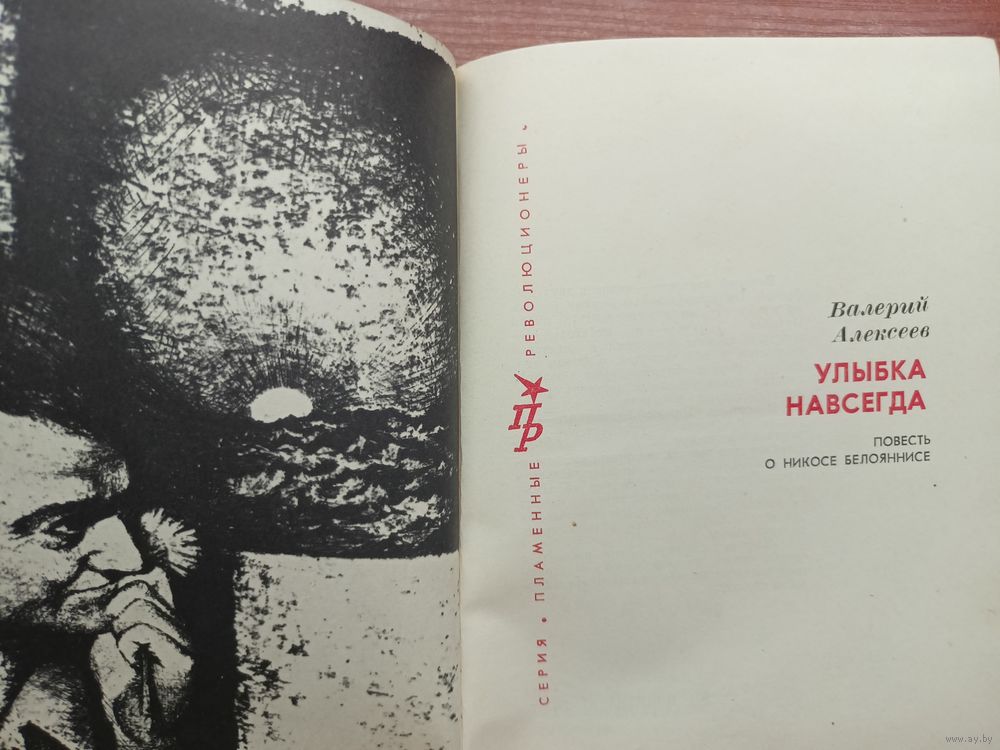 СЕРИЯ • ПЛАМЕННЫЕ ПР РЕВОЛЮЦИОНЕРЫ •
Валерий
Алексеев
УЛЫБКА
НАВСЕГДА
ПОВЕСТЬ
О НИКОСЕ БЕЛОЯННИСЕ
www.ay.by